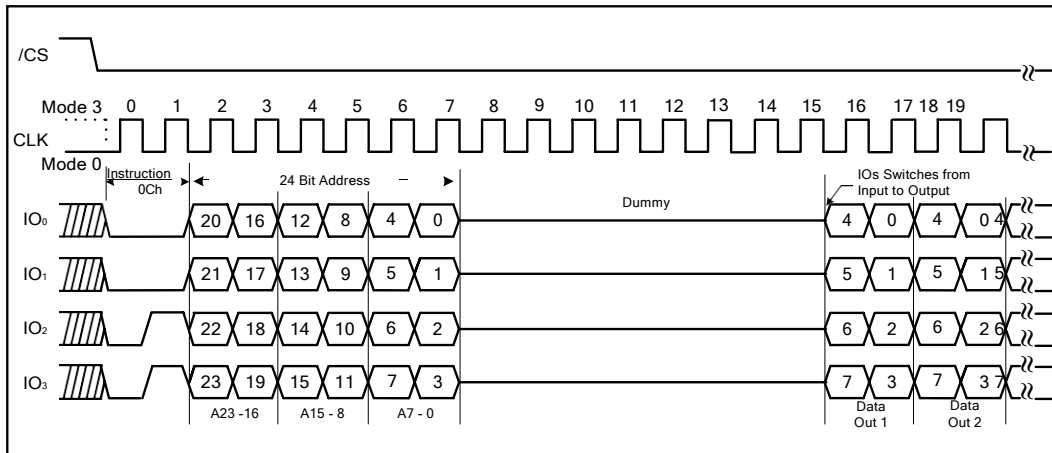 /CS
Mode 3 0 1 2 3 4 5 6 7 8 9 10 11 12 13 14 15 16 17 18 19
CLK
Mode 0
Instruction
0Ch
24 Bit Address
Dummy
IOs Switches from
Input to Output
IO0 20 16 12 8 4 0 4 0 4 0 4
IO1 21 17 13 9 5 1 5 1 5 1 5
IO2 22 18 14 10 6 2 6 2 6 2 6
IO3 23 19 15 11 7 3 7 3 7 3 7
A23 -16 A15 - 8 A7 - 0
Data
Out 1
Data
Out 2